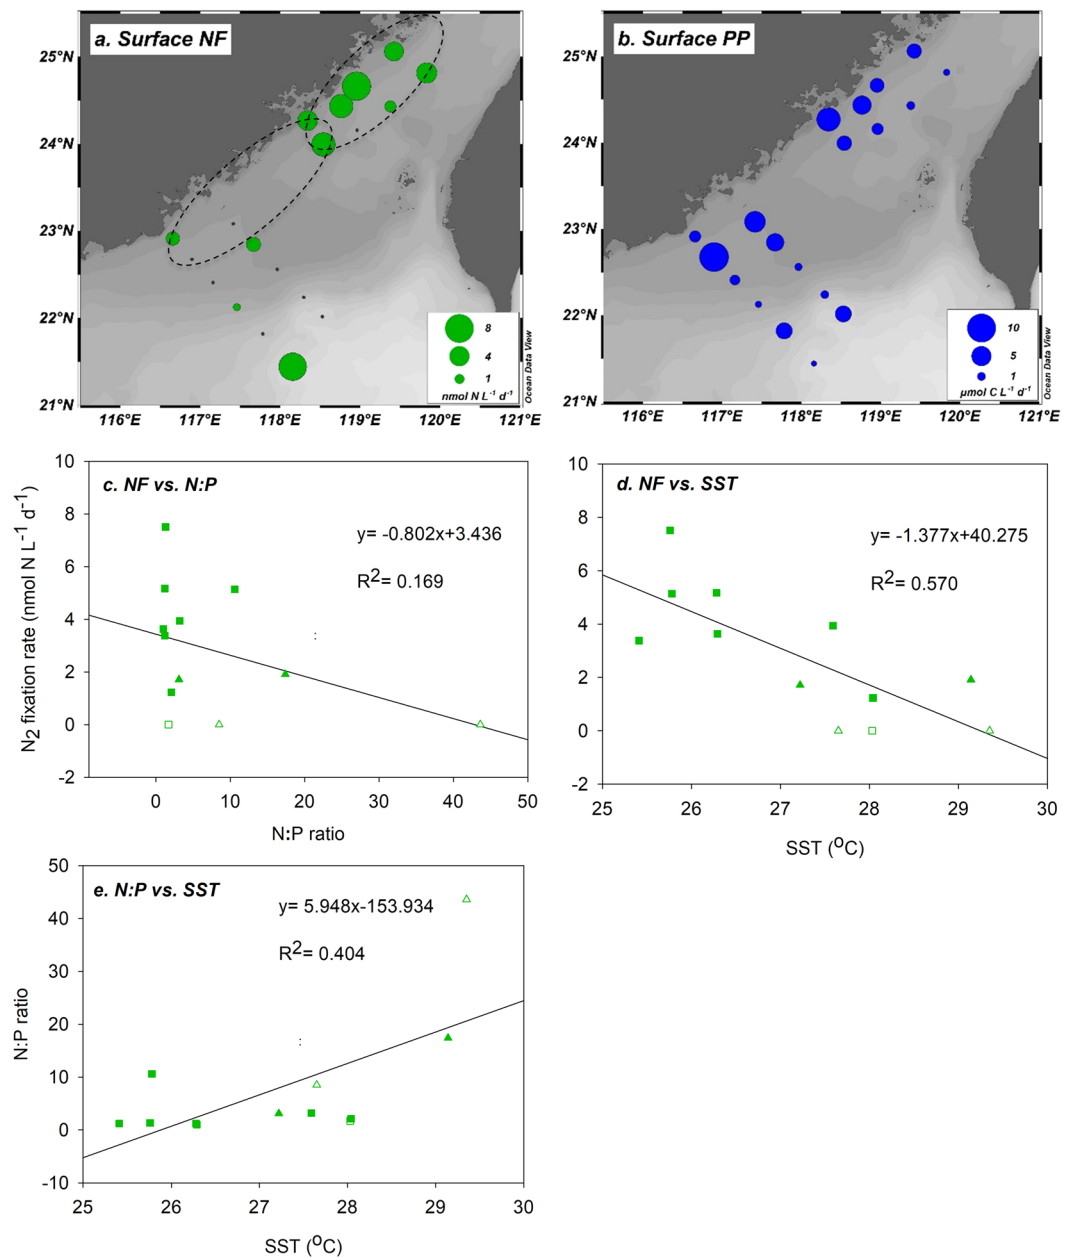 a. Surface NF
25°N
24°N
23°N
22°N
21°N
116°E 117°E 118°E 119°E 120°E 121°E
8
4
1
nmol N L⁻¹ d⁻¹
Ocean Data View
b. Surface PP
25°N
24°N
23°N
22°N
21°N
116°E 117°E 118°E 119°E 120°E 121°E
10
5
1
µmol C L⁻¹ d⁻¹
Ocean Data View
c. NF vs. N:P
y= -0.802x+3.436
R²= 0.169
:
N₂ fixation rate (nmol N L⁻¹ d⁻¹)
10
8
6
4
2
0
-2
0 10 20 30 40 50
N:P ratio
d. NF vs. SST
y= -1.377x+40.275
R²= 0.570
10
8
6
4
2
0
-2
25 26 27 28 29 30
SST (°C)
e. N:P vs. SST
y= 5.948x-153.934
R²= 0.404
:
N:P ratio
50
40
30
20
10
0
-10
25 26 27 28 29 30
SST (°C)